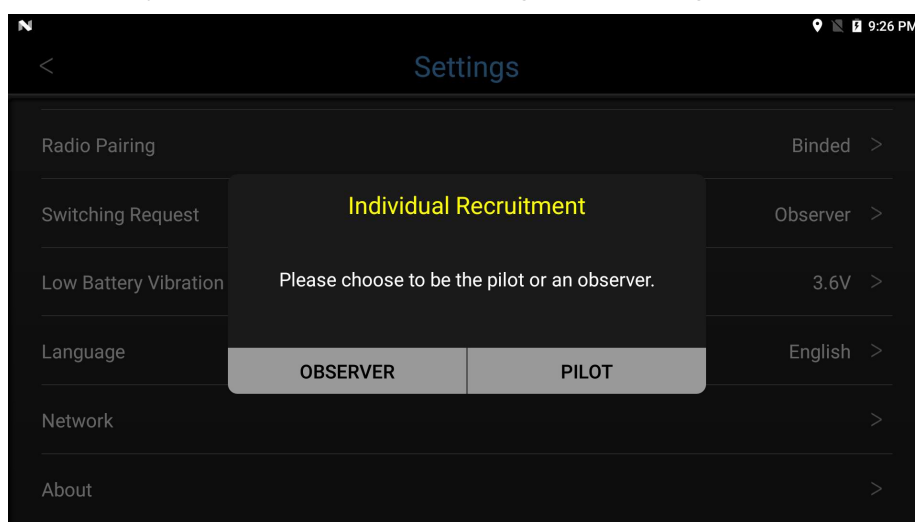 9:26 PM
<
Settings
Radio Pairing
Binded >
Switching Request
Observer >
Low Battery Vibration
3.6V >
Language
English >
Network
>
About
>
Individual Recruitment
Please choose to be the pilot or an observer.
OBSERVER
PILOT